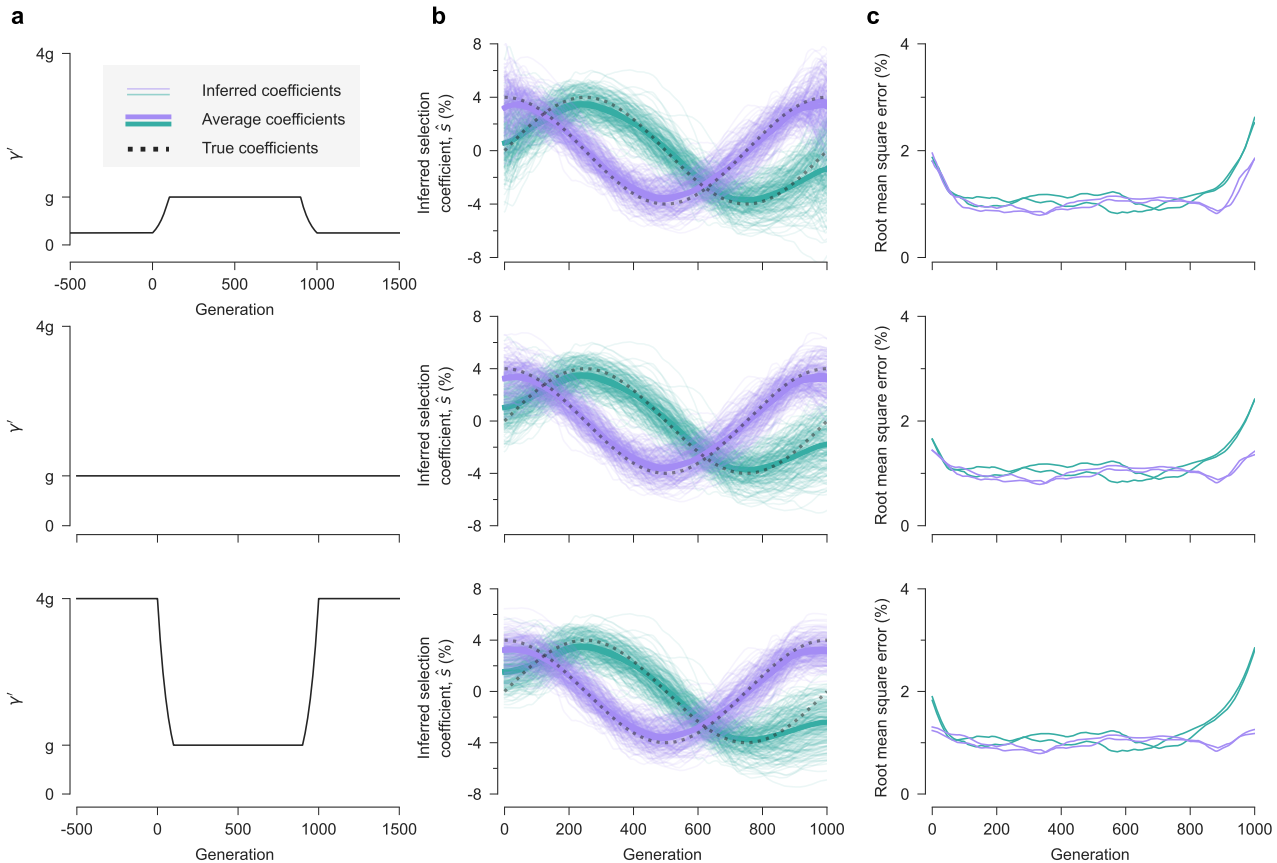 a
b
c
4g
g
0
γ′
Inferred coefficients
Average coefficients
True coefficients
-500 0 500 1000 1500
Generation
8
4
0
-4
-8
Inferred selection
coefficient, ŝ (%)
4
2
0
Root mean square error (%)
4g
g
0
γ′
8
4
0
-4
-8
Inferred selection
coefficient, ŝ (%)
4
2
0
Root mean square error (%)
4g
g
0
γ′
-500 0 500 1000 1500
Generation
8
4
0
-4
-8
Inferred selection
coefficient, ŝ (%)
0 200 400 600 800 1000
Generation
4
2
0
Root mean square error (%)
0 200 400 600 800 1000
Generation